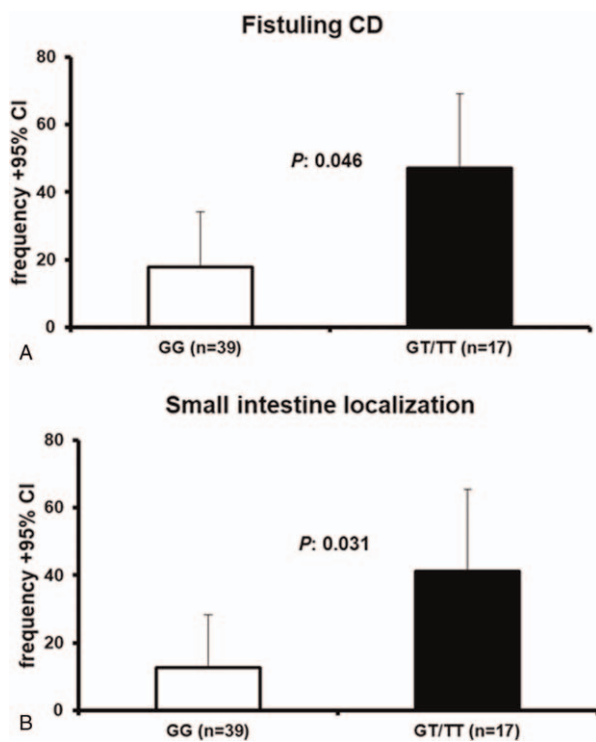 Fistuling CD
80
60
40
20
0
frequency +95% CI
P: 0.046
GG (n=39)
GT/TT (n=17)
A
Small intestine localization
80
60
40
20
0
frequency +95% CI
P: 0.031
GG (n=39)
GT/TT (n=17)
B